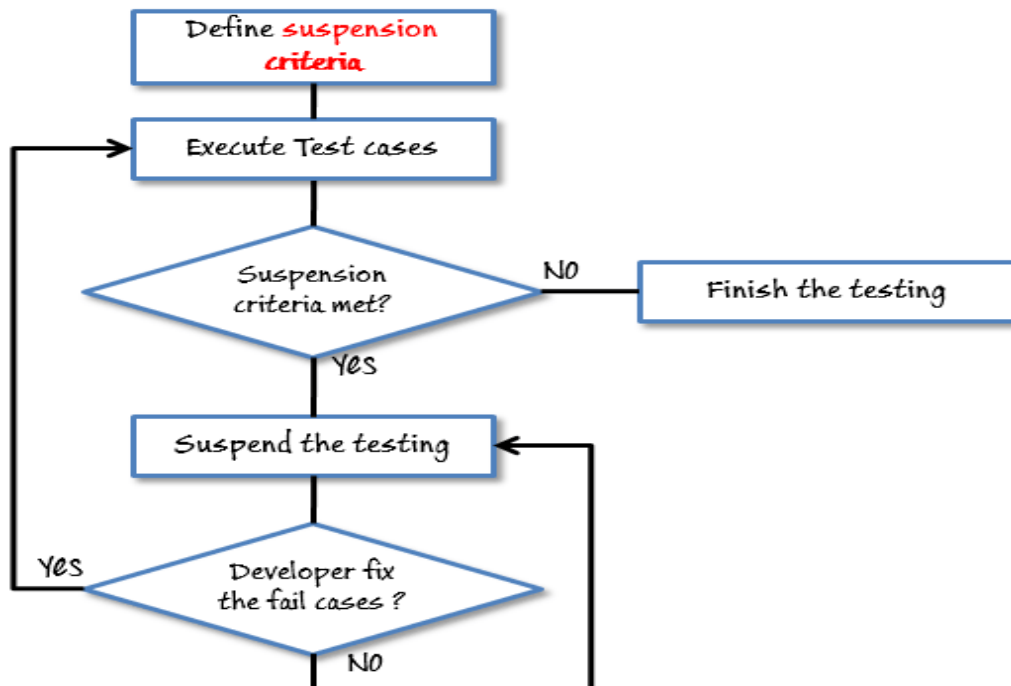 Define suspension
criteria
Execute Test cases
Suspension
criteria met?
NO
Finish the testing
Yes
Suspend the testing
Yes
Developer fix
the fail cases ?
NO